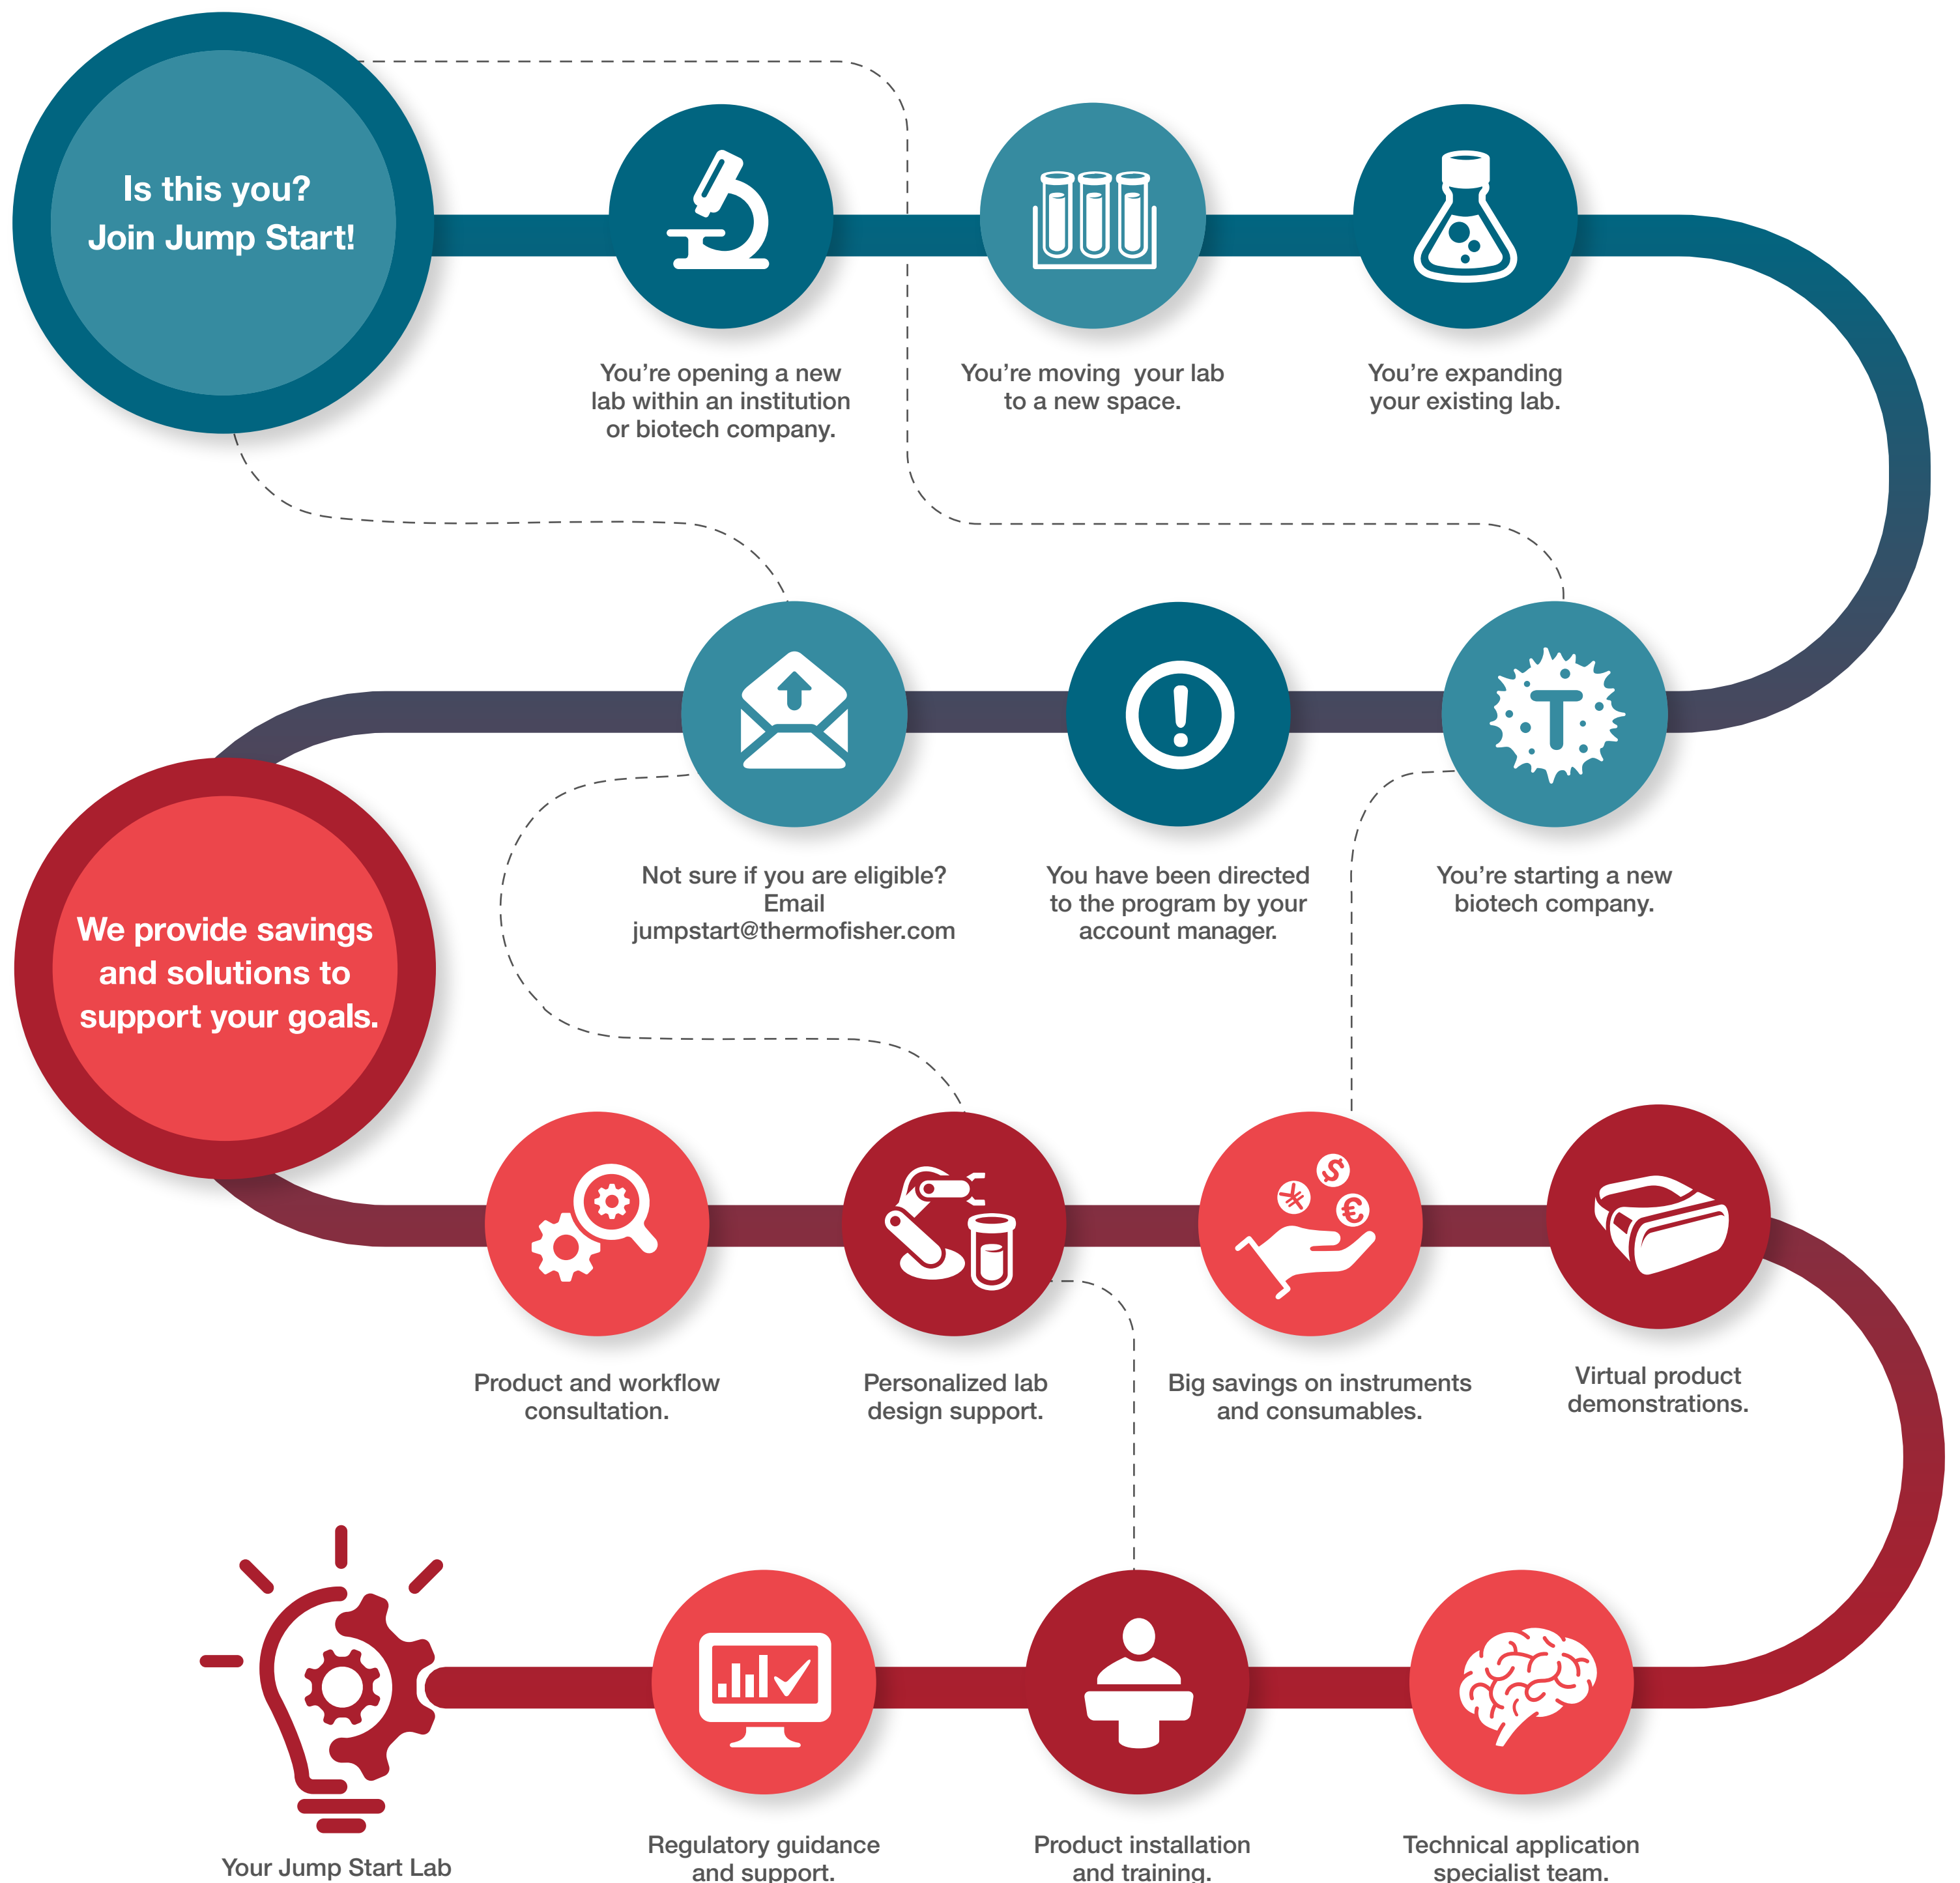 Is this you?
Join Jump Start!
You’re opening a new
lab within an institution
or biotech company.
You’re moving  your lab
to a new space.
You’re expanding
your existing lab.
T
Not sure if you are eligible?
Email
jumpstart@thermofisher.com
You have been directed
to the program by your
account manager.
You’re starting a new
biotech company.
We provide savings
and solutions to
support your goals.
$
¥
€
Product and workflow
consultation.
Personalized lab
design support.
Big savings on instruments
and consumables.
Virtual product
demonstrations.
Your Jump Start Lab
Regulatory guidance
and support.
Product installation
and training.
Technical application
specialist team.